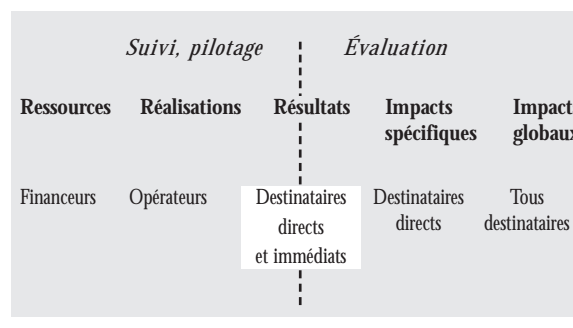 Suivi, pilotage Évaluation
Ressources Réalisations Résultats Impacts Impact
spécifiques globaux
Financeurs Opérateurs Destinataires Destinataires Tous
directs directs destinataires
et immédiats